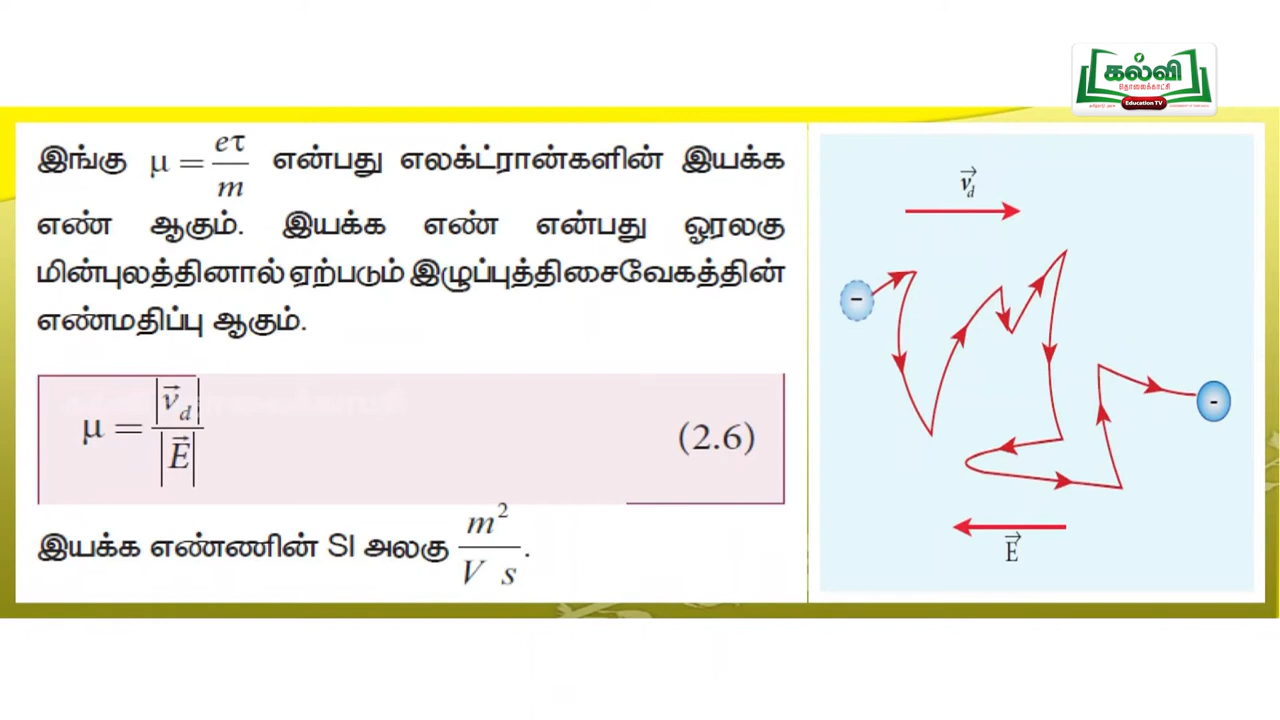 கல்வி
தொலைக்காட்சி
Education TV
இங்கு μ = eτ/m என்பது எலக்ட்ரான்களின் இயக்க
எண் ஆகும். இயக்க எண் என்பது ஓரலகு
மின்புலத்தினால் ஏற்படும் இழுப்புத்திசைவேகத்தின்
எண்மதிப்பு ஆகும்.
μ = |v⃗d| / |E⃗| (2.6)
இயக்க எண்ணின் SI அலகு m²/V s.
v⃗d
-
-
E⃗